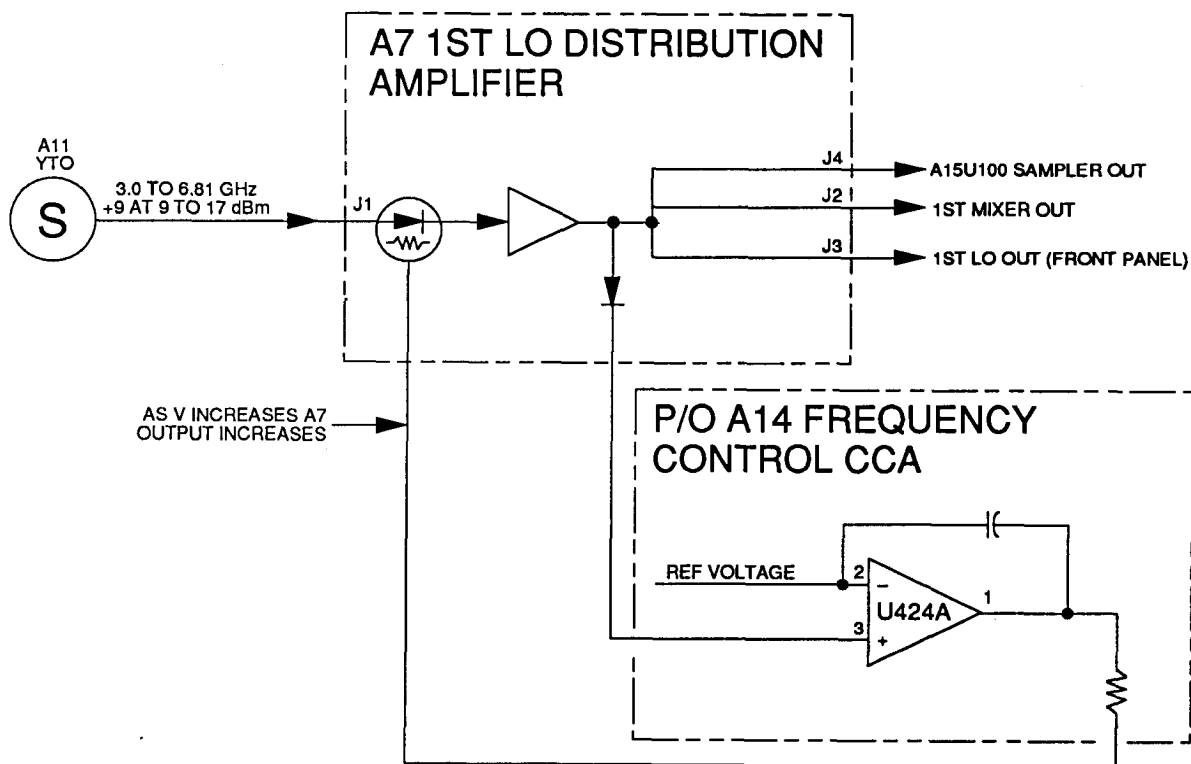 A7 1ST LO DISTRIBUTION
AMPLIFIER
A11
YTO
S
3.0 TO 6.81 GHz
+9 AT 9 TO 17 dBm
J1
J4
A15U100 SAMPLER OUT
J2
1ST MIXER OUT
J3
1ST LO OUT (FRONT PANEL)
AS V INCREASES A7
OUTPUT INCREASES
P/O A14 FREQUENCY
CONTROL CCA
REF VOLTAGE
2
−
U424A
1
3
+